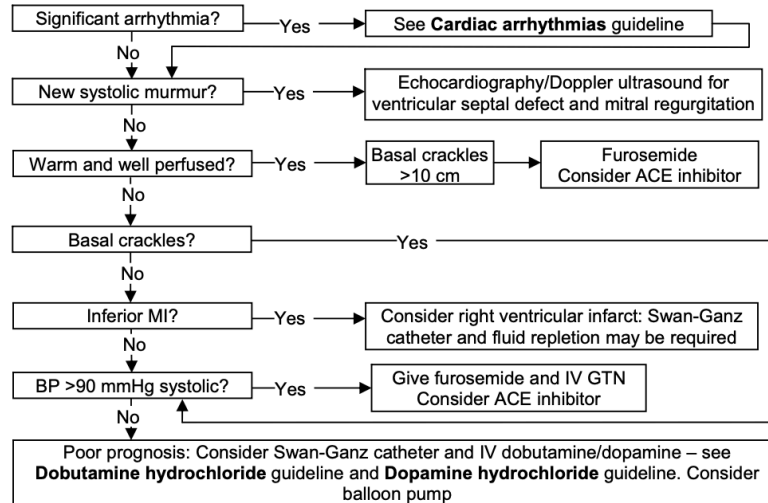 Significant arrhythmia?
Yes
See Cardiac arrhythmias guideline
No
New systolic murmur?
Yes
Echocardiography/Doppler ultrasound for
ventricular septal defect and mitral regurgitation
No
Warm and well perfused?
Yes
Basal crackles
>10 cm
Furosemide
Consider ACE inhibitor
No
Basal crackles?
Yes
No
Inferior MI?
Yes
Consider right ventricular infarct: Swan-Ganz
catheter and fluid repletion may be required
No
BP >90 mmHg systolic?
Yes
Give furosemide and IV GTN
Consider ACE inhibitor
No
Poor prognosis: Consider Swan-Ganz catheter and IV dobutamine/dopamine – see
Dobutamine hydrochloride guideline and Dopamine hydrochloride guideline. Consider
balloon pump